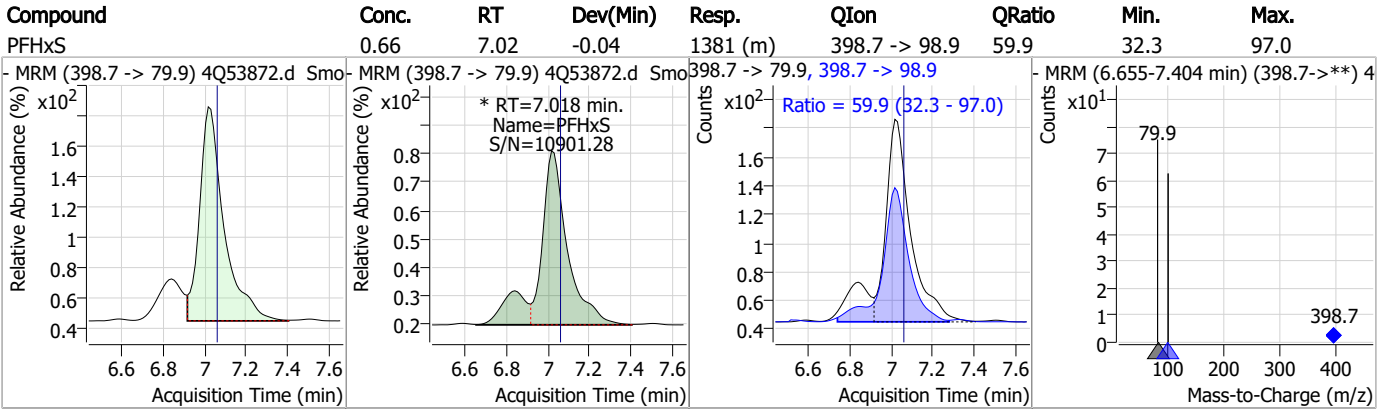 Compound Conc. RT Dev(Min) Resp. QIon QRatio Min. Max.
PFHxS 0.66 7.02 -0.04 1381 (m) 398.7 -> 98.9 59.9 32.3 97.0
- MRM (398.7 -> 79.9) 4Q53872.d Smo
Relative Abundance (%)
x10²
1.6
1.4
1.2
1
0.8
0.6
0.4
6.6 6.8 7 7.2 7.4 7.6
Acquisition Time (min)
- MRM (398.7 -> 79.9) 4Q53872.d Smo
Relative Abundance (%)
x10²
* RT=7.018 min.
Name=PFHxS
S/N=10901.28
0.8
0.7
0.6
0.5
0.4
0.3
0.2
6.6 6.8 7 7.2 7.4 7.6
Acquisition Time (min)
398.7 -> 79.9, 398.7 -> 98.9
Counts
x10²
Ratio = 59.9 (32.3 - 97.0)
1.6
1.4
1.2
1
0.8
0.6
0.4
6.6 6.8 7 7.2 7.4 7.6
Acquisition Time (min)
- MRM (6.655-7.404 min) (398.7->**) 4
Counts
x10¹
79.9
7
6
5
4
3
2
1
0
398.7
100 200 300 400
Mass-to-Charge (m/z)